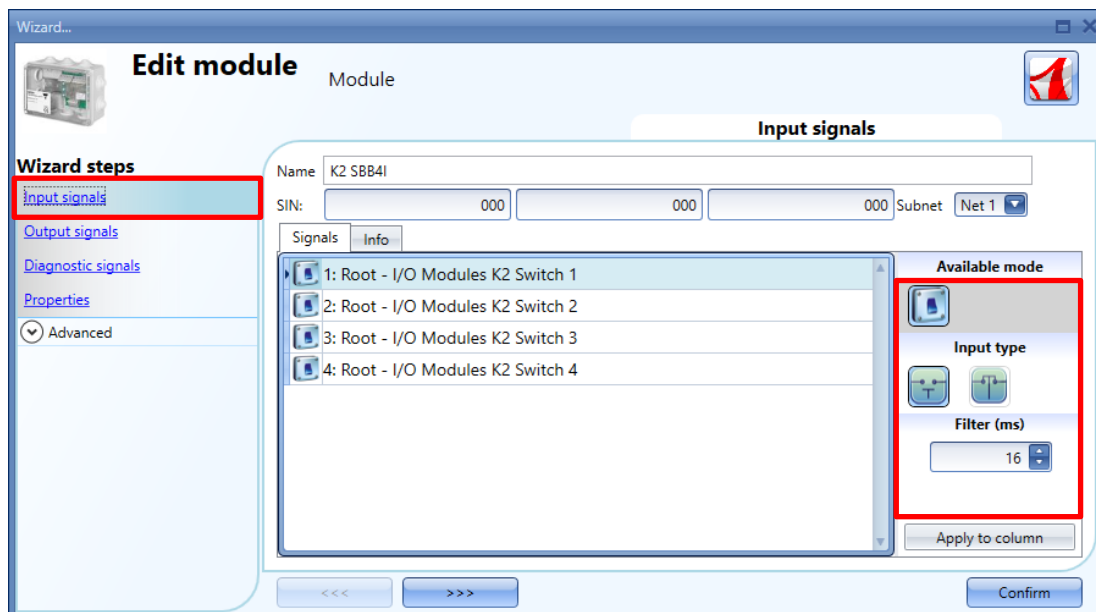 Wizard...
Edit module
Module
Input signals
Wizard steps
Input signals
Output signals
Diagnostic signals
Properties
Advanced
Name K2 SBB4I
SIN: 000 000 000 Subnet Net 1
Signals Info
1: Root - I/O Modules K2 Switch 1
2: Root - I/O Modules K2 Switch 2
3: Root - I/O Modules K2 Switch 3
4: Root - I/O Modules K2 Switch 4
Available mode
Input type
Filter (ms)
16
Apply to column
<<< >>> Confirm